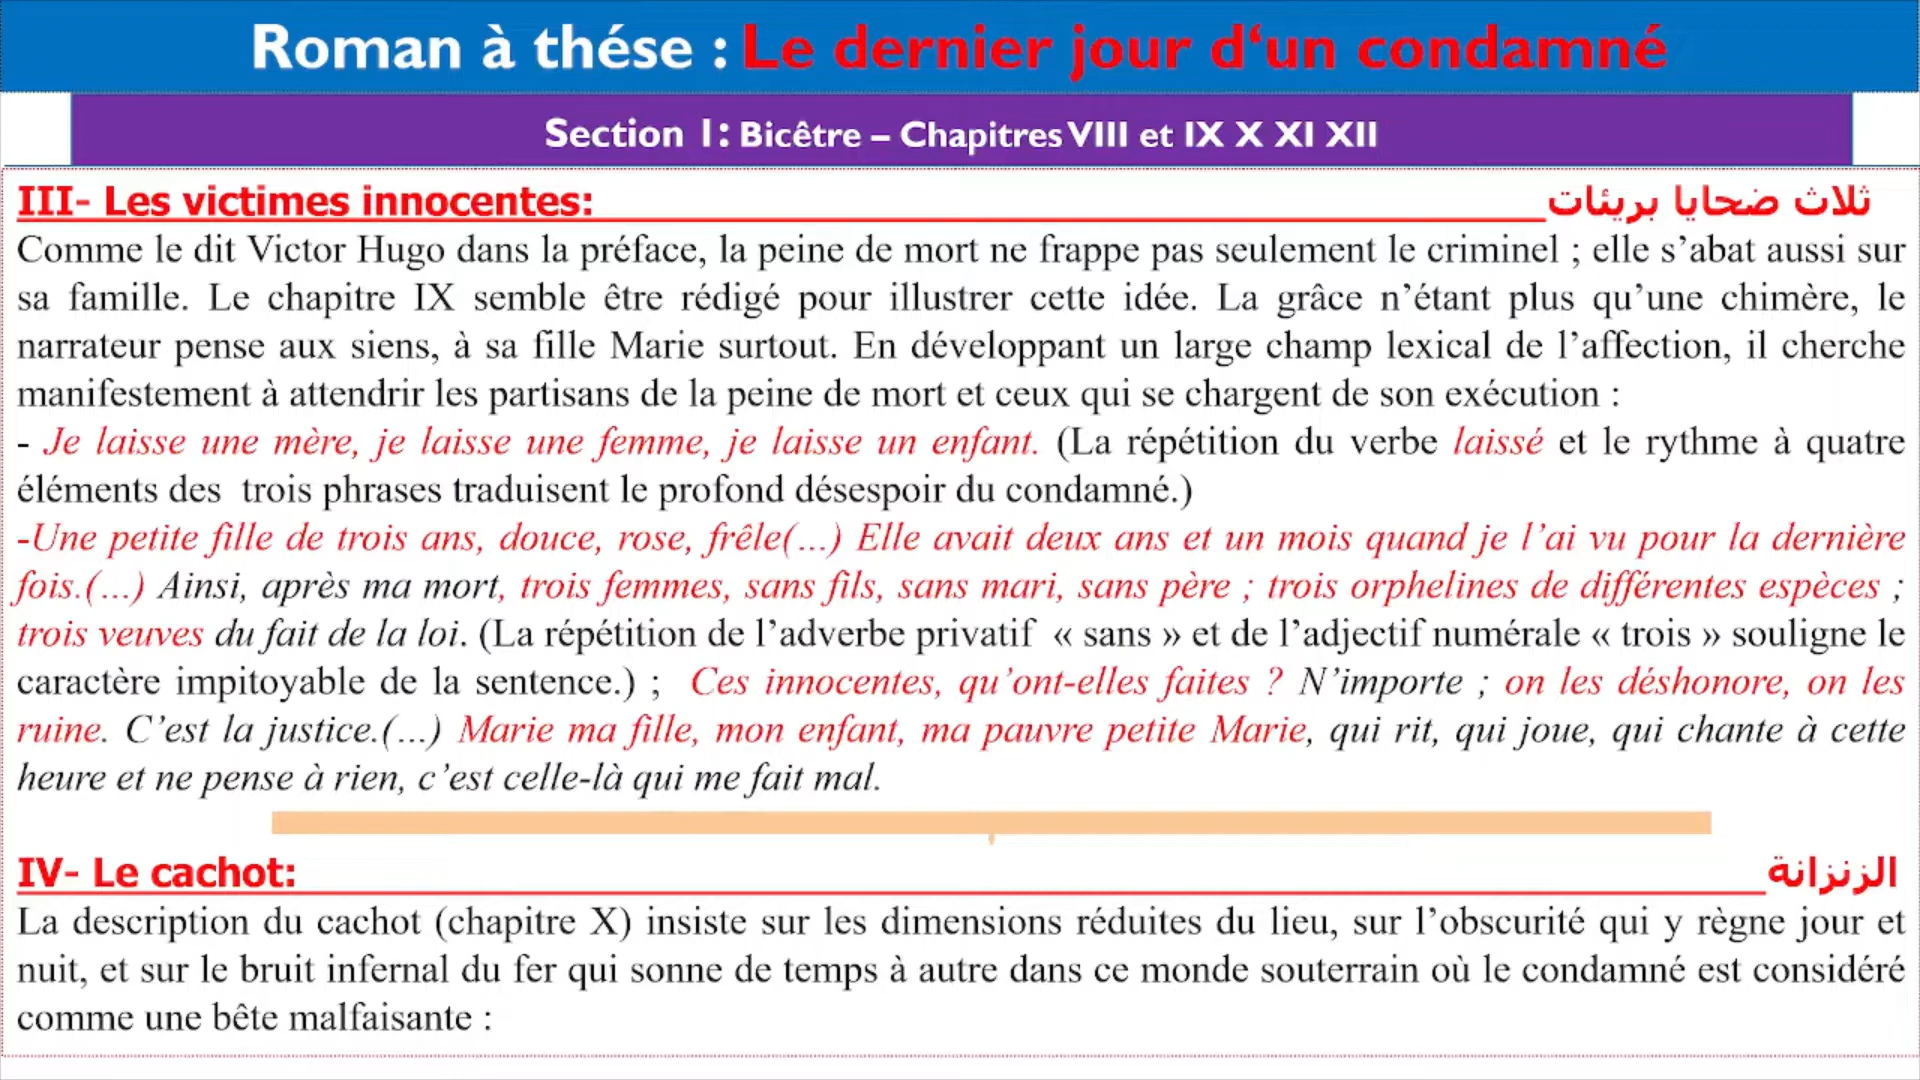 Roman à thése : Le dernier jour d‘un condamné
Section 1: Bicêtre – Chapitres VIII et IX X XI XII
III- Les victimes innocentes: ثلاث ضحايا بريئات
Comme le dit Victor Hugo dans la préface, la peine de mort ne frappe pas seulement le criminel ; elle s’abat aussi sur
sa famille. Le chapitre IX semble être rédigé pour illustrer cette idée. La grâce n’étant plus qu’une chimère, le
narrateur pense aux siens, à sa fille Marie surtout. En développant un large champ lexical de l’affection, il cherche
manifestement à attendrir les partisans de la peine de mort et ceux qui se chargent de son exécution :
- Je laisse une mère, je laisse une femme, je laisse un enfant. (La répétition du verbe laissé et le rythme à quatre
éléments des trois phrases traduisent le profond désespoir du condamné.)
-Une petite fille de trois ans, douce, rose, frêle(...) Elle avait deux ans et un mois quand je l’ai vu pour la dernière
fois.(...) Ainsi, après ma mort, trois femmes, sans fils, sans mari, sans père ; trois orphelines de différentes espèces ;
trois veuves du fait de la loi. (La répétition de l’adverbe privatif « sans » et de l’adjectif numérale « trois » souligne le
caractère impitoyable de la sentence.) ; Ces innocentes, qu’ont-elles faites ? N’importe ; on les déshonore, on les
ruine. C’est la justice.(...) Marie ma fille, mon enfant, ma pauvre petite Marie, qui rit, qui joue, qui chante à cette
heure et ne pense à rien, c’est celle-là qui me fait mal.
IV- Le cachot: الزنزانة
La description du cachot (chapitre X) insiste sur les dimensions réduites du lieu, sur l’obscurité qui y règne jour et
nuit, et sur le bruit infernal du fer qui sonne de temps à autre dans ce monde souterrain où le condamné est considéré
comme une bête malfaisante :